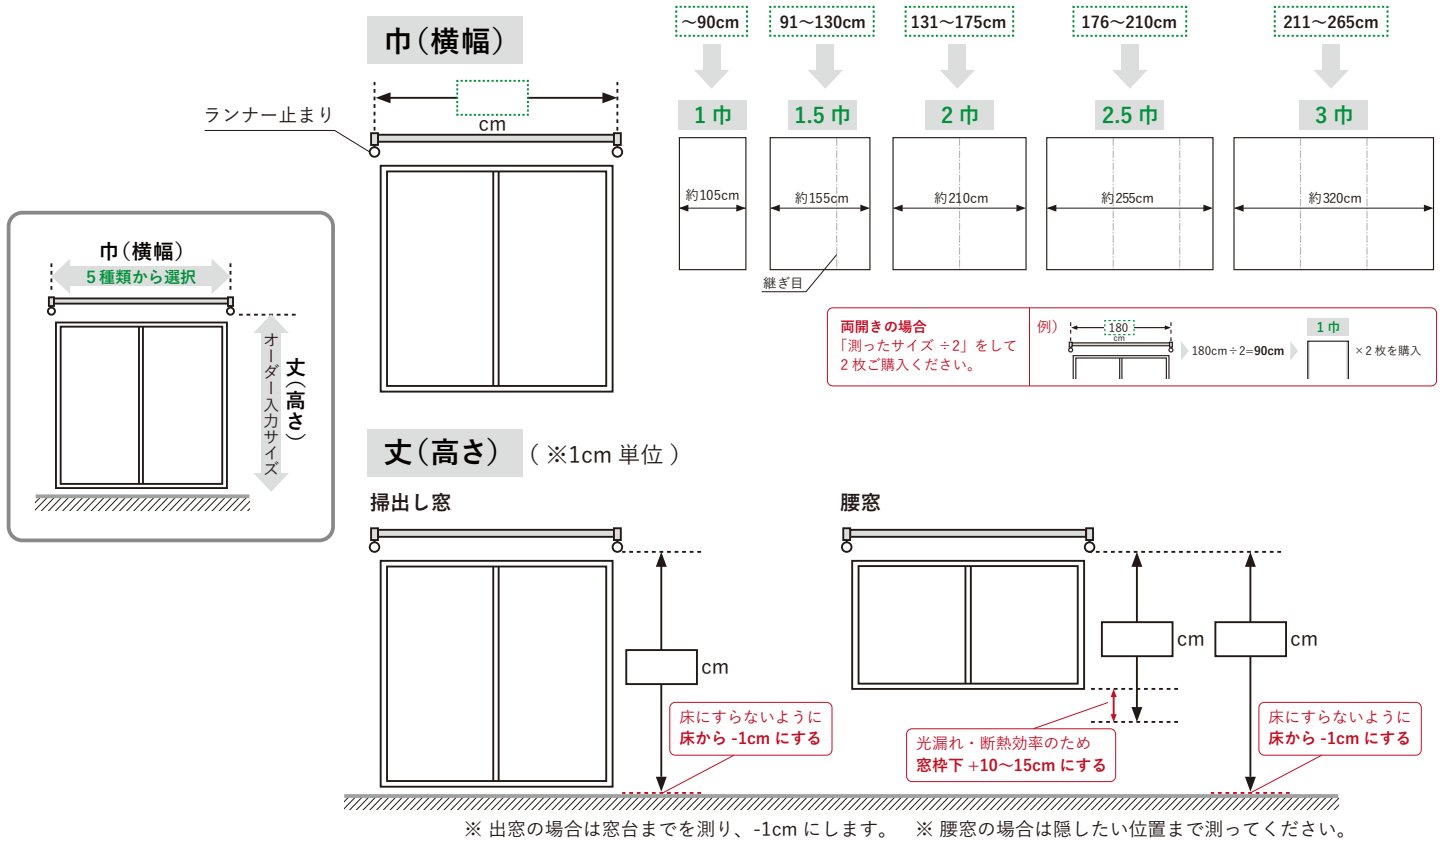 巾（横幅）
cm
ランナー止まり
～90cm
91～130cm
131～175cm
176～210cm
211～265cm
1 巾
1.5 巾
2 巾
2.5 巾
3 巾
約105cm
約155cm
約210cm
約255cm
約320cm
継ぎ目
両開きの場合
「測ったサイズ ÷2」をして
2 枚ご購入ください。
例）
180
cm
180cm÷2=90cm
1 巾
×2 枚を購入
巾（横幅）
5 種類から選択
オーダー入力サイズ
丈（高さ）
丈（高さ）（ ※1cm 単位 ）
掃出し窓
cm
床にすらないように
床から -1cm にする
腰窓
cm
cm
光漏れ・断熱効率のため
窓枠下 +10～15cm にする
床にすらないように
床から -1cm にする
※ 出窓の場合は窓台までを測り、-1cm にします。 ※ 腰窓の場合は隠したい位置まで測ってください。